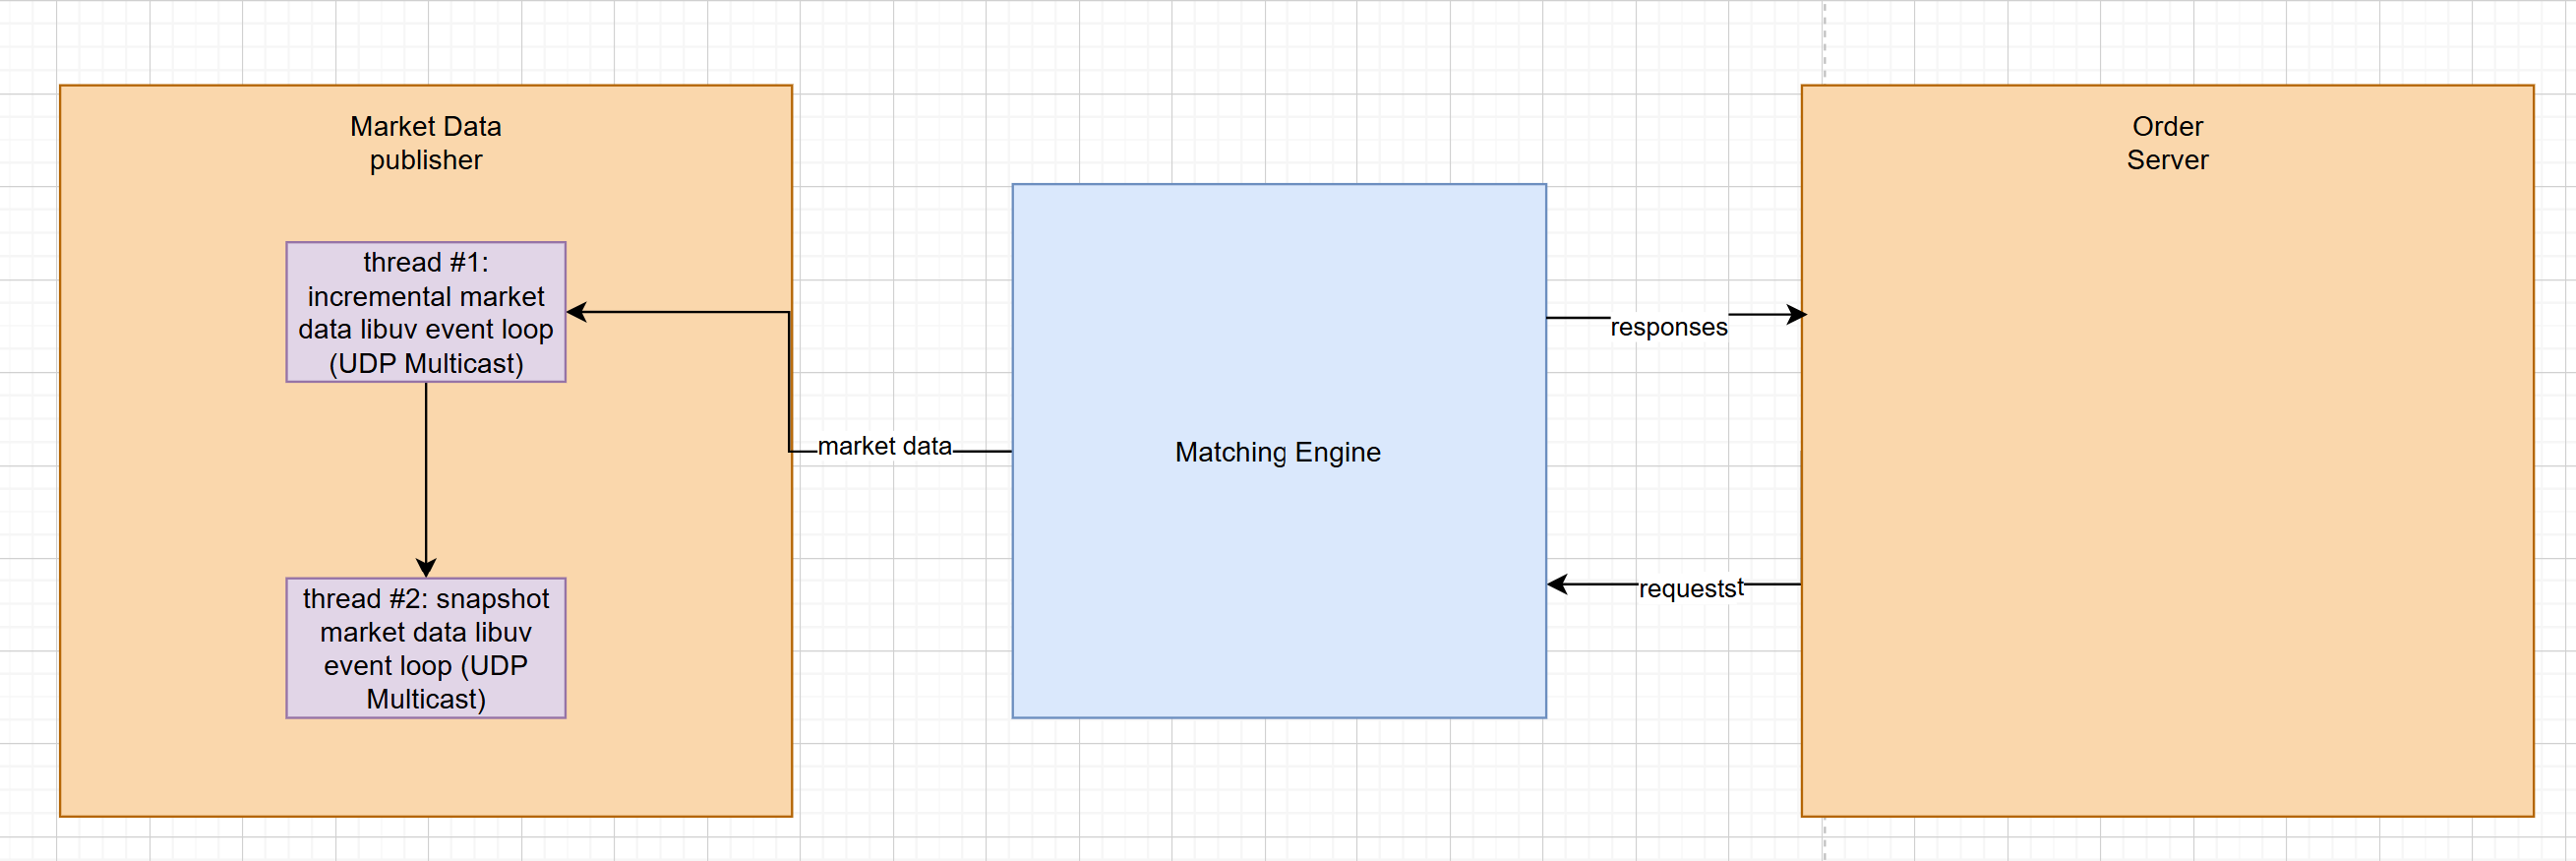 Market Data
publisher
thread #1:
incremental market
data libuv event loop
(UDP Multicast)
thread #2: snapshot
market data libuv
event loop (UDP
Multicast)
market data
Matching Engine
responses
requestst
Order
Server